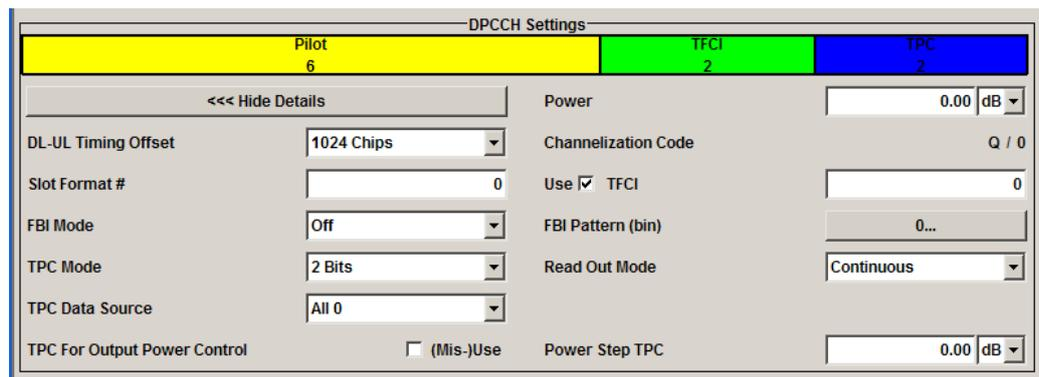 DPCCH Settings
Pilot TFCI TPC
6 2 2
<<< Hide Details Power 0.00 dB
DL-UL Timing Offset 1024 Chips Channelization Code Q / 0
Slot Format # 0 Use TFCI 0
FBI Mode Off FBI Pattern (bin) 0...
TPC Mode 2 Bits Read Out Mode Continuous
TPC Data Source All 0
TPC For Output Power Control (Mis-)Use Power Step TPC 0.00 dB